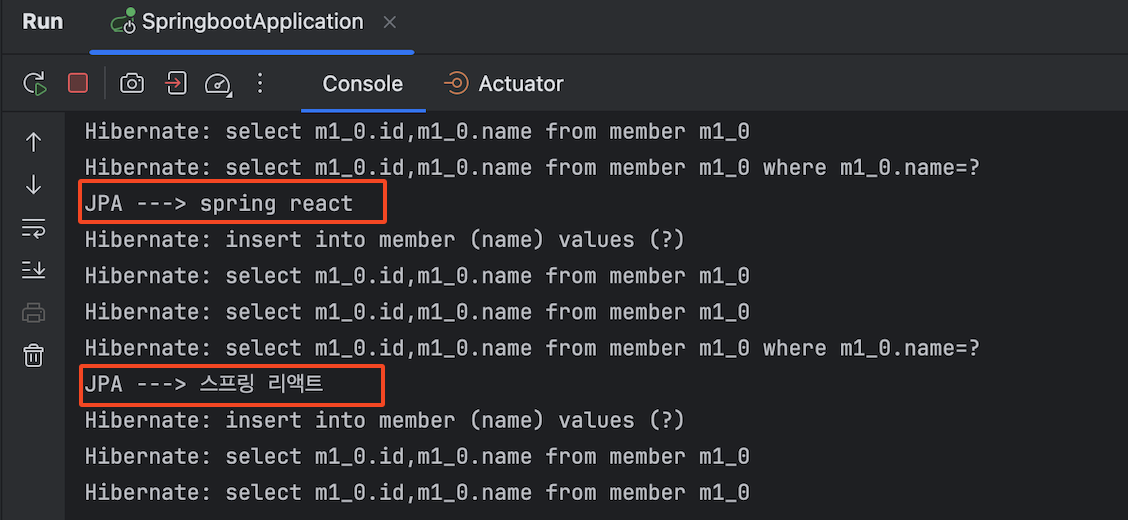 Run SpringbootApplication
Console Actuator
Hibernate: select m1_0.id,m1_0.name from member m1_0
Hibernate: select m1_0.id,m1_0.name from member m1_0 where m1_0.name=?
JPA ---> spring react
Hibernate: insert into member (name) values (?)
Hibernate: select m1_0.id,m1_0.name from member m1_0
Hibernate: select m1_0.id,m1_0.name from member m1_0
Hibernate: select m1_0.id,m1_0.name from member m1_0 where m1_0.name=?
JPA ---> 스프링 리액트
Hibernate: insert into member (name) values (?)
Hibernate: select m1_0.id,m1_0.name from member m1_0
Hibernate: select m1_0.id,m1_0.name from member m1_0